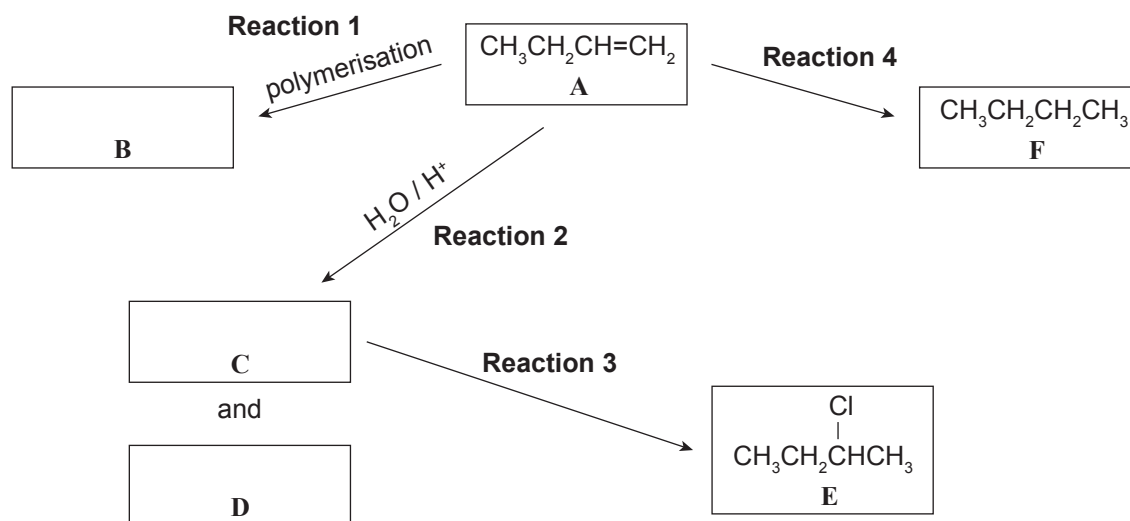 Reaction 1
polymerisation
CH₃CH₂CH=CH₂
A
Reaction 4
CH₃CH₂CH₂CH₃
F
B
H₂O / H⁺
Reaction 2
C
and
D
Reaction 3
Cl
CH₃CH₂CHCH₃
E